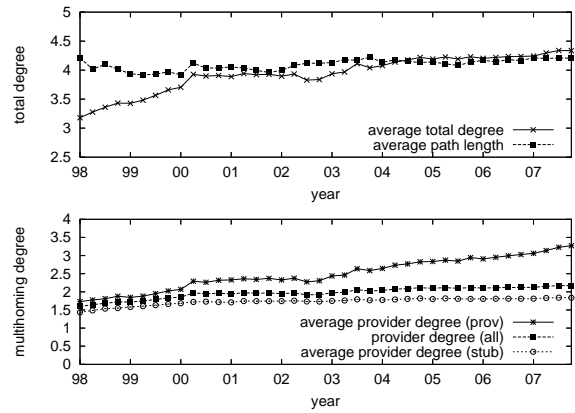 5
4.5
4
3.5
3
2.5
total degree
average total degree
average path length
98 99 00 01 02 03 04 05 06 07
year
4
3.5
3
2.5
2
1.5
1
0.5
0
multihoming degree
average provider degree (prov)
provider degree (all)
average provider degree (stub)
98 99 00 01 02 03 04 05 06 07
year